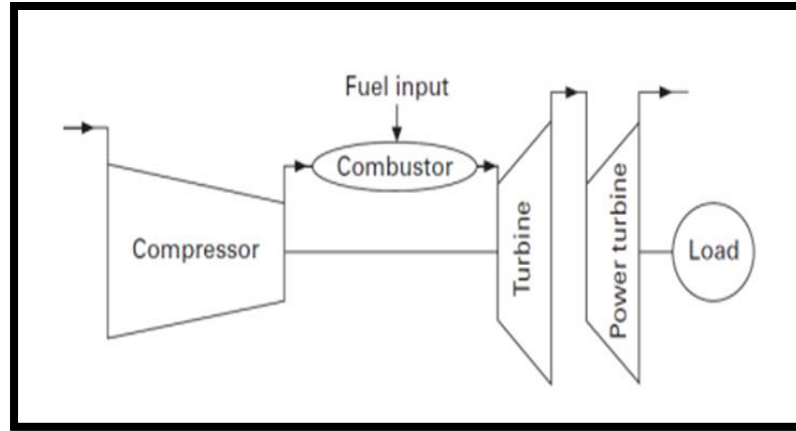 Fuel input
Combustor
Compressor
Turbine
Power turbine
Load